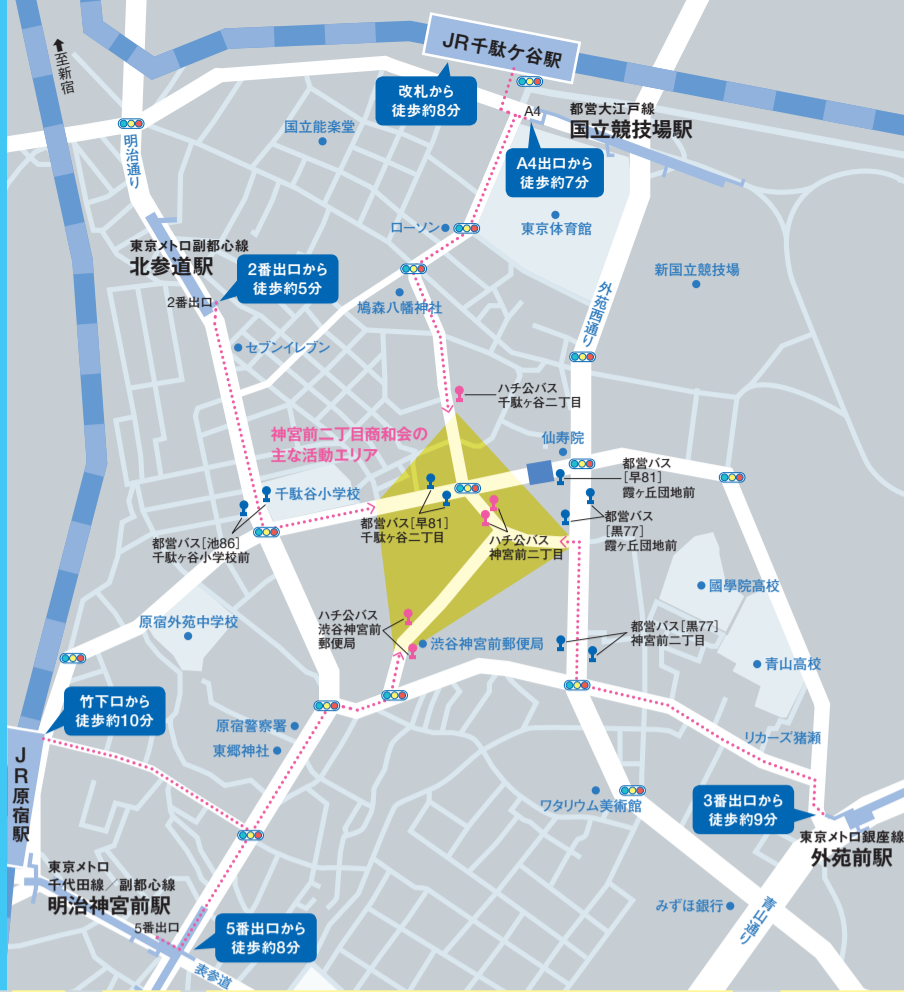 JR千駄ケ谷駅
至新宿
改札から
徒歩約8分
A4
都営大江戸線
国立競技場駅
国立能楽堂
明治通り
A4出口から
徒歩約7分
ローソン
東京体育館
東京メトロ副都心線
北参道駅
2番出口から
徒歩約5分
2番出口
新国立競技場
外苑西通り
鳩森八幡神社
セブンイレブン
ハチ公バス
千駄ヶ谷二丁目
神宮前二丁目商和会の
主な活動エリア
仙寿院
都営バス
[早81]
霞ヶ丘団地前
千駄谷小学校
都営バス[早81]
千駄ヶ谷二丁目
都営バス
[黒77]
霞ヶ丘団地前
都営バス[池86]
千駄ヶ谷小学校前
ハチ公バス
神宮前二丁目
國學院高校
原宿外苑中学校
ハチ公バス
渋谷神宮前
郵便局
渋谷神宮前郵便局
都営バス[黒77]
神宮前二丁目
青山高校
竹下口から
徒歩約10分
原宿警察署
東郷神社
リカーズ猪瀬
JR原宿駅
ワタリウム美術館
3番出口から
徒歩約9分
東京メトロ銀座線
外苑前駅
東京メトロ
千代田線/副都心線
明治神宮前駅
5番出口
5番出口から
徒歩約8分
表参道
みずほ銀行
青山通り